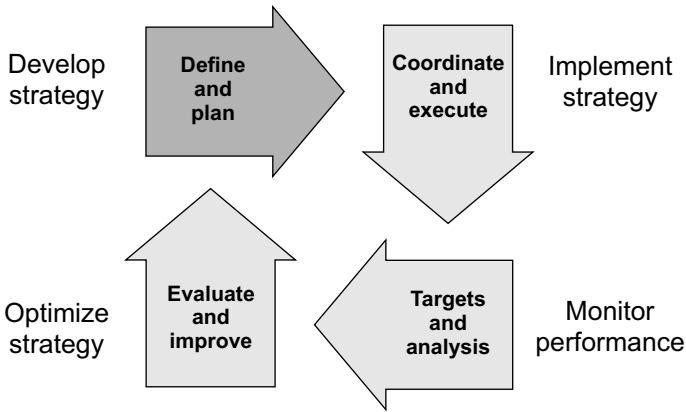 Develop
strategy
Define
and
plan
Coordinate
and
execute
Implement
strategy
Optimize
strategy
Evaluate
and
improve
Targets
and
analysis
Monitor
performance